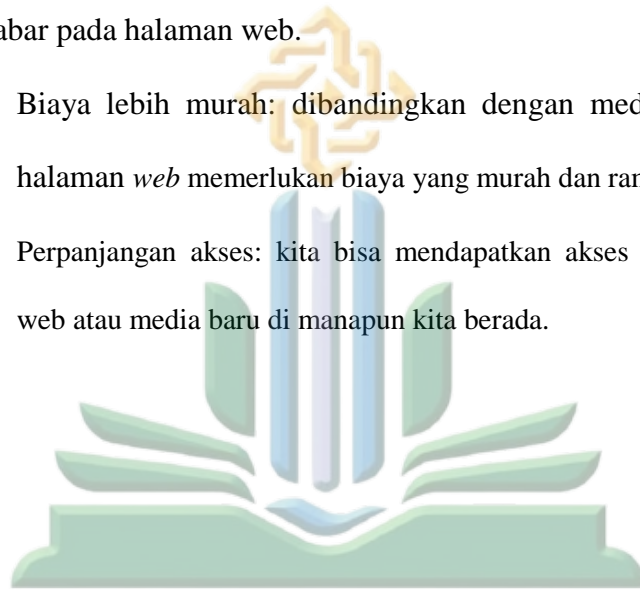 abar pada halaman web.
Biaya lebih murah: dibandingkan dengan med
halaman web memerlukan biaya yang murah dan ran
Perpanjangan akses: kita bisa mendapatkan akses
web atau media baru di manapun kita berada.